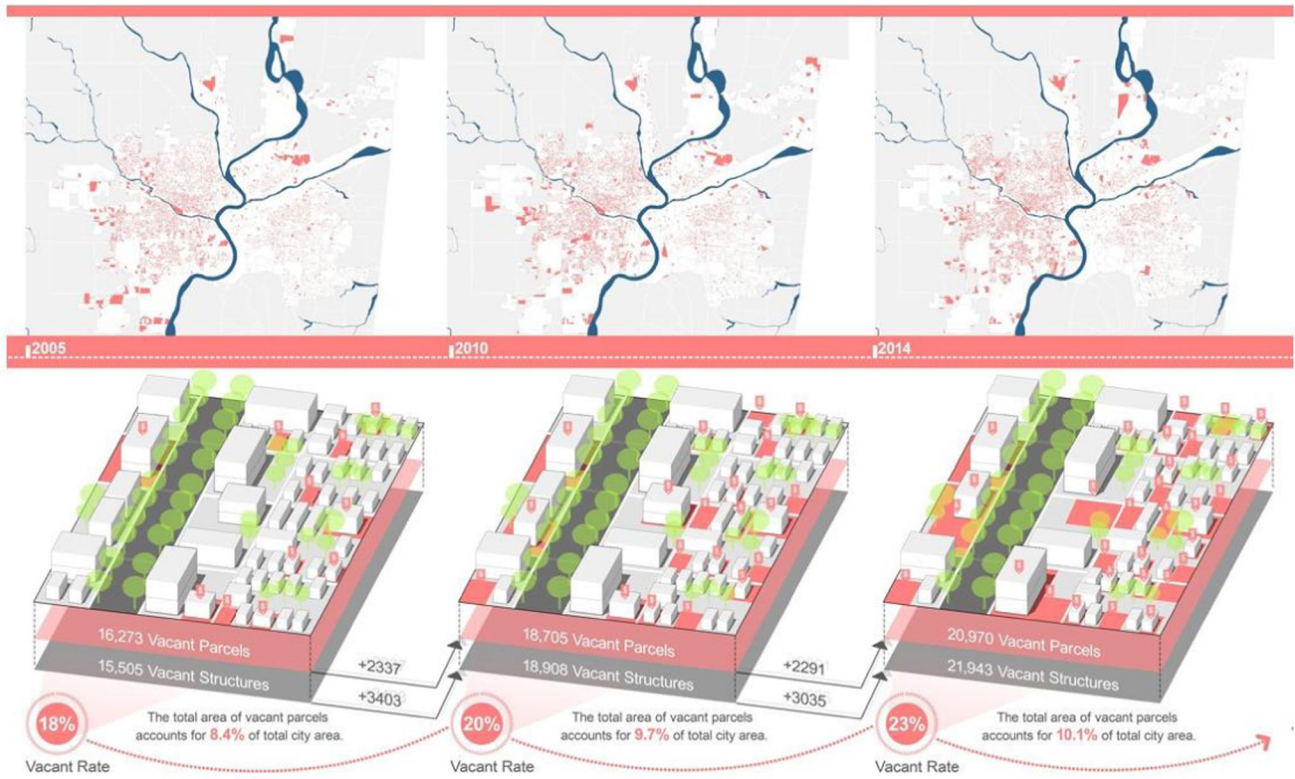 2005
2010
2014
16,273 Vacant Parcels
15,505 Vacant Structures
+2337
+3403
18,705 Vacant Parcels
18,908 Vacant Structures
+2291
+3035
20,970 Vacant Parcels
21,943 Vacant Structures
18%
Vacant Rate
The total area of vacant parcels
accounts for 8.4% of total city area.
20%
Vacant Rate
The total area of vacant parcels
accounts for 9.7% of total city area.
23%
Vacant Rate
The total area of vacant parcels
accounts for 10.1% of total city area.